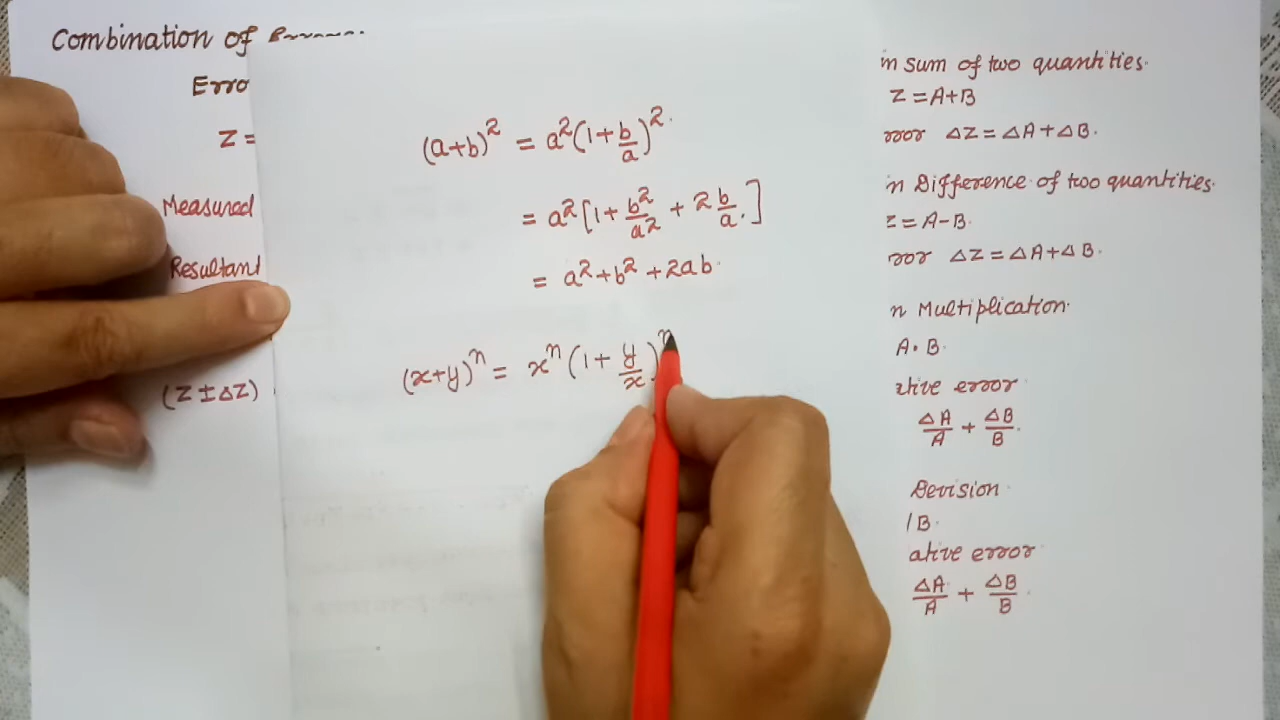 Combination of
Erro
Z =
Measured
Resultant
(Z ± ΔZ)
(a+b)² = a²(1+b/a)².
= a²[1+b²/a² + 2b/a.]
= a²+b²+2ab.
(x+y)ⁿ = xⁿ(1+y/x)ⁿ
in sum of two quantities.
Z = A+B
rror ΔZ = ΔA+ΔB.
n Difference of two quantities.
Z = A-B.
rror ΔZ = ΔA+ΔB.
n Multiplication.
A.B.
ative error
ΔA/A + ΔB/B.
Devision.
/B.
ative error
ΔA/A + ΔB/B.